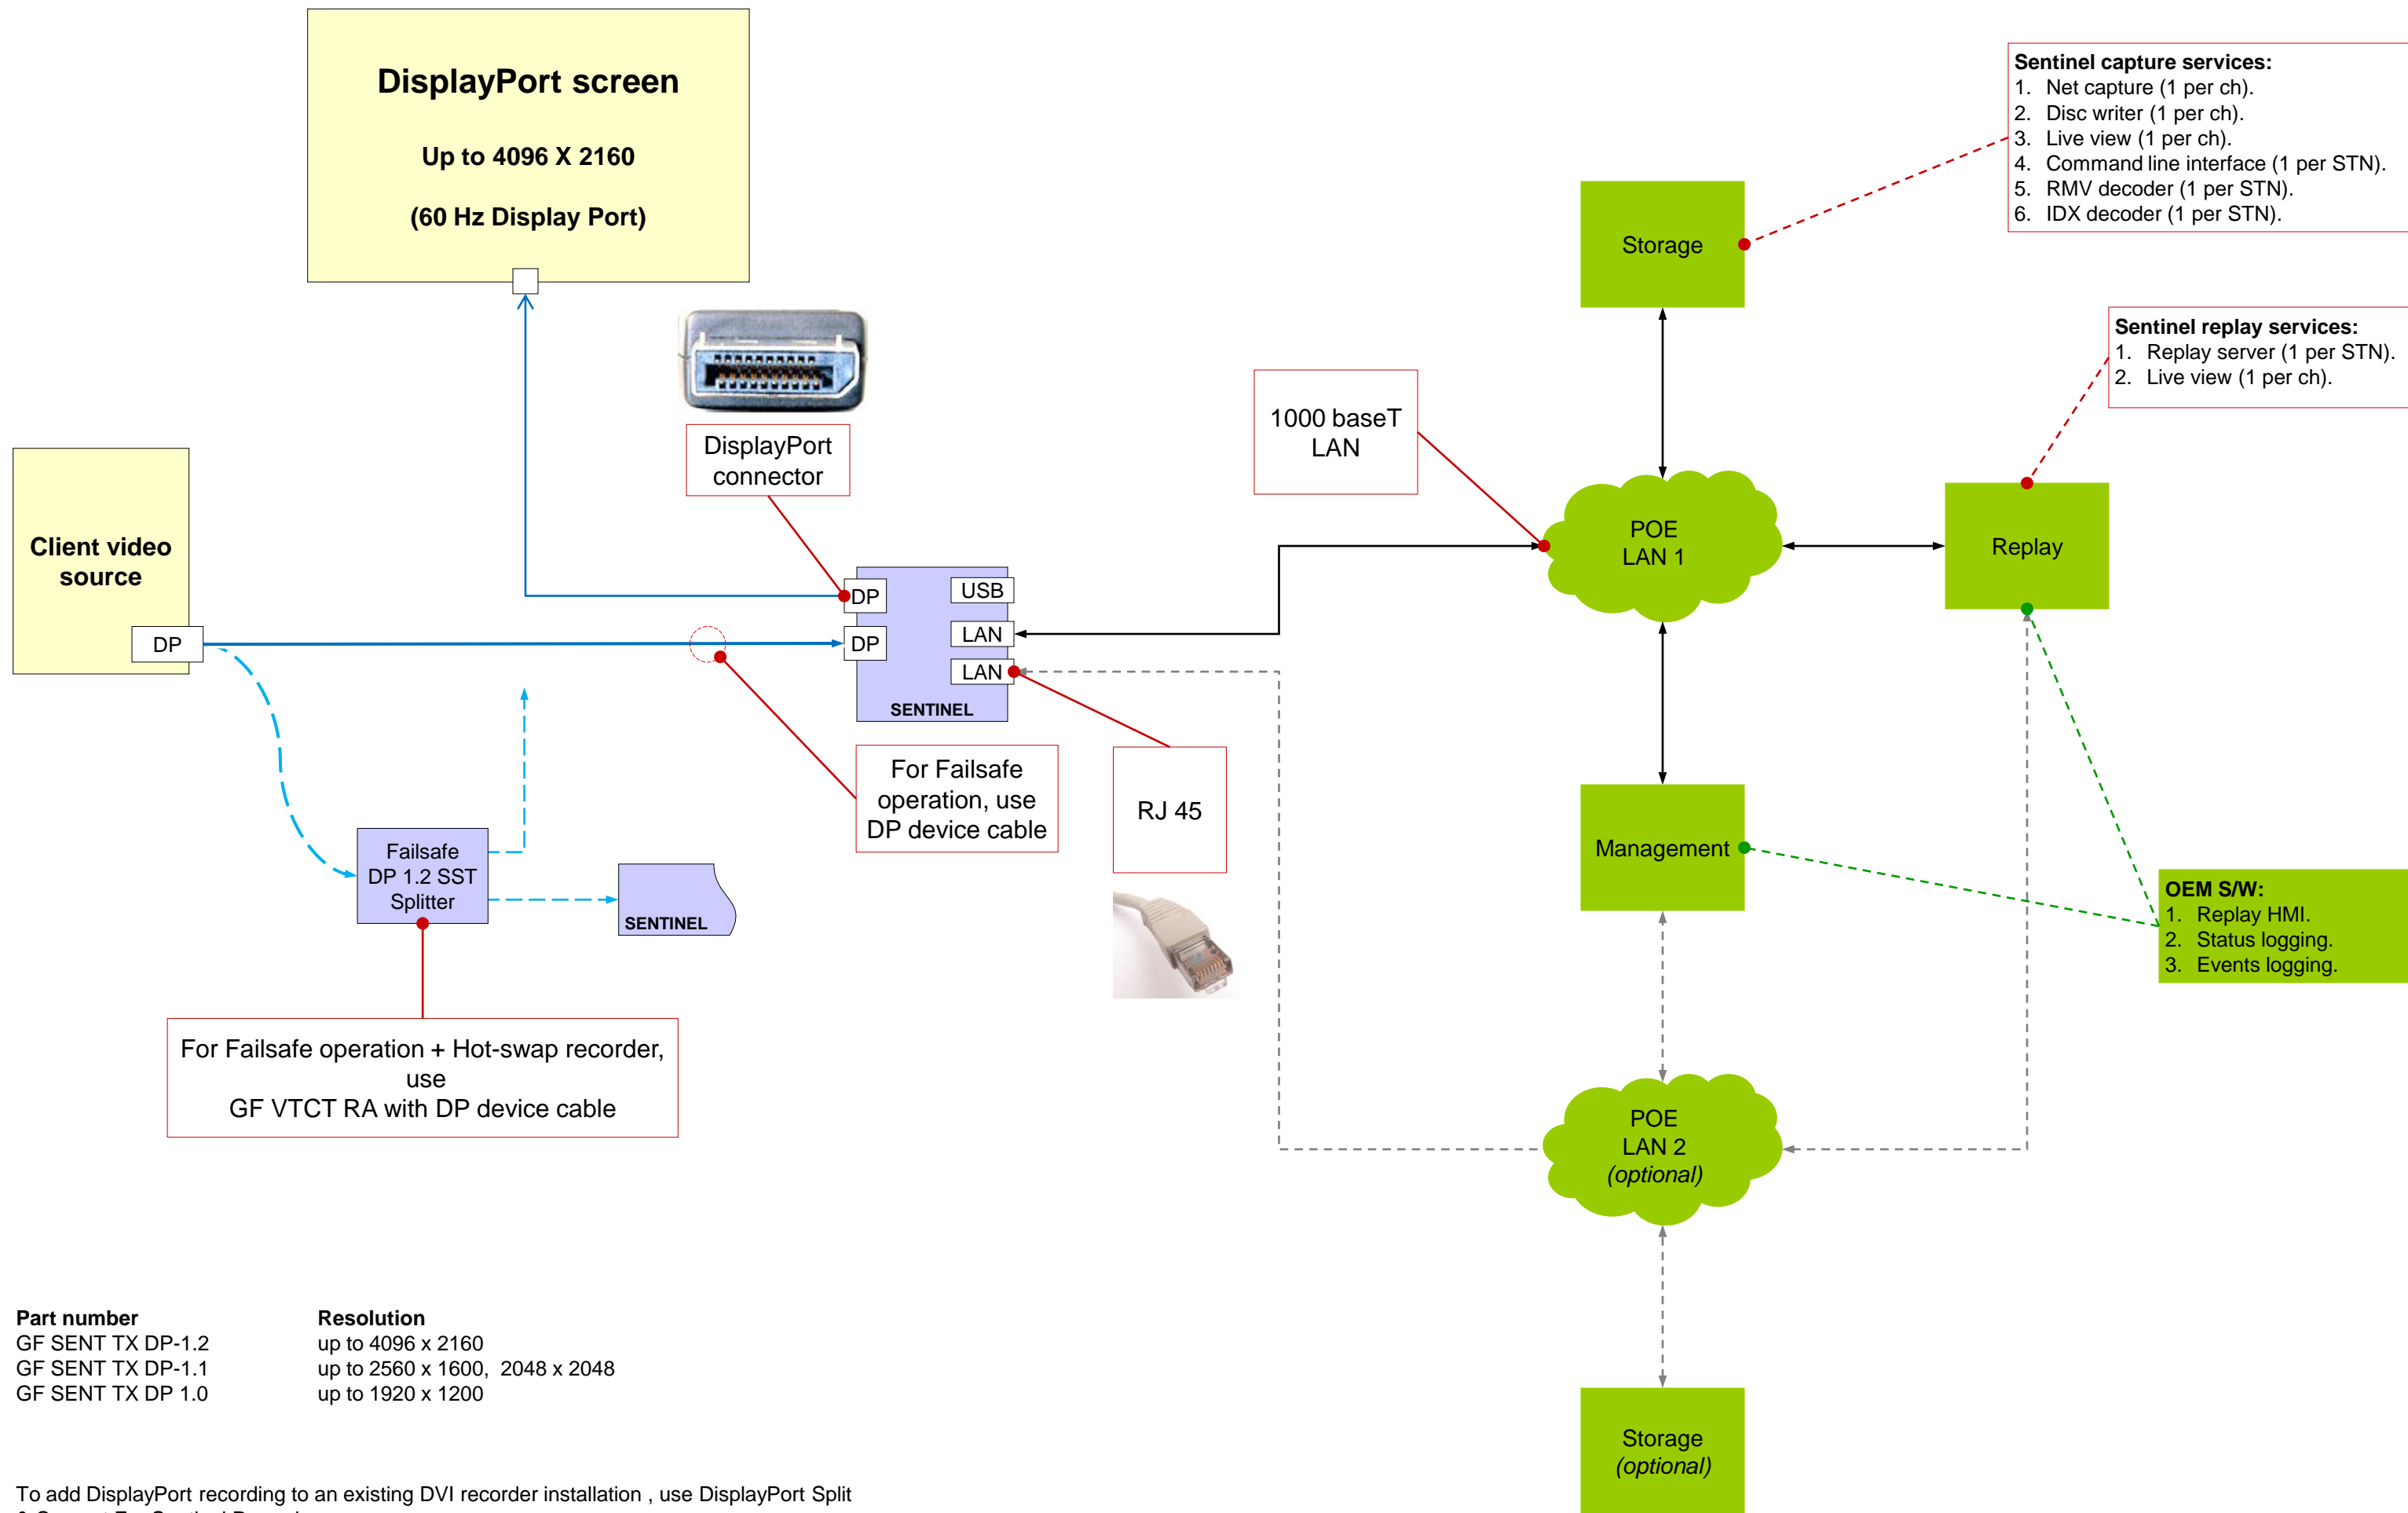 DisplayPort screen
Up to 4096 X 2160
(60 Hz Display Port)
Sentinel capture services:
1. Net capture (1 per ch).
2. Disc writer (1 per ch).
3. Live view (1 per ch).
4. Command line interface (1 per STN).
5. RMV decoder (1 per STN).
6. IDX decoder (1 per STN).
Storage
Sentinel replay services:
1. Replay server (1 per STN).
2. Live view (1 per ch).
1000 baseT
LAN
DisplayPort
connector
Client video
source
DP
POE
LAN 1
Replay
DP
DP
USB
LAN
LAN
SENTINEL
For Failsafe
operation, use
DP device cable
RJ 45
Management
Failsafe
DP 1.2 SST
Splitter
SENTINEL
OEM S/W:
1. Replay HMI.
2. Status logging.
3. Events logging.
For Failsafe operation + Hot-swap recorder,
use
GF VTCT RA with DP device cable
POE
LAN 2
(optional)
Part number Resolution
GF SENT TX DP-1.2 up to 4096 x 2160
GF SENT TX DP-1.1 up to 2560 x 1600, 2048 x 2048
GF SENT TX DP 1.0 up to 1920 x 1200
Storage
(optional)
To add DisplayPort recording to an existing DVI recorder installation , use DisplayPort Split